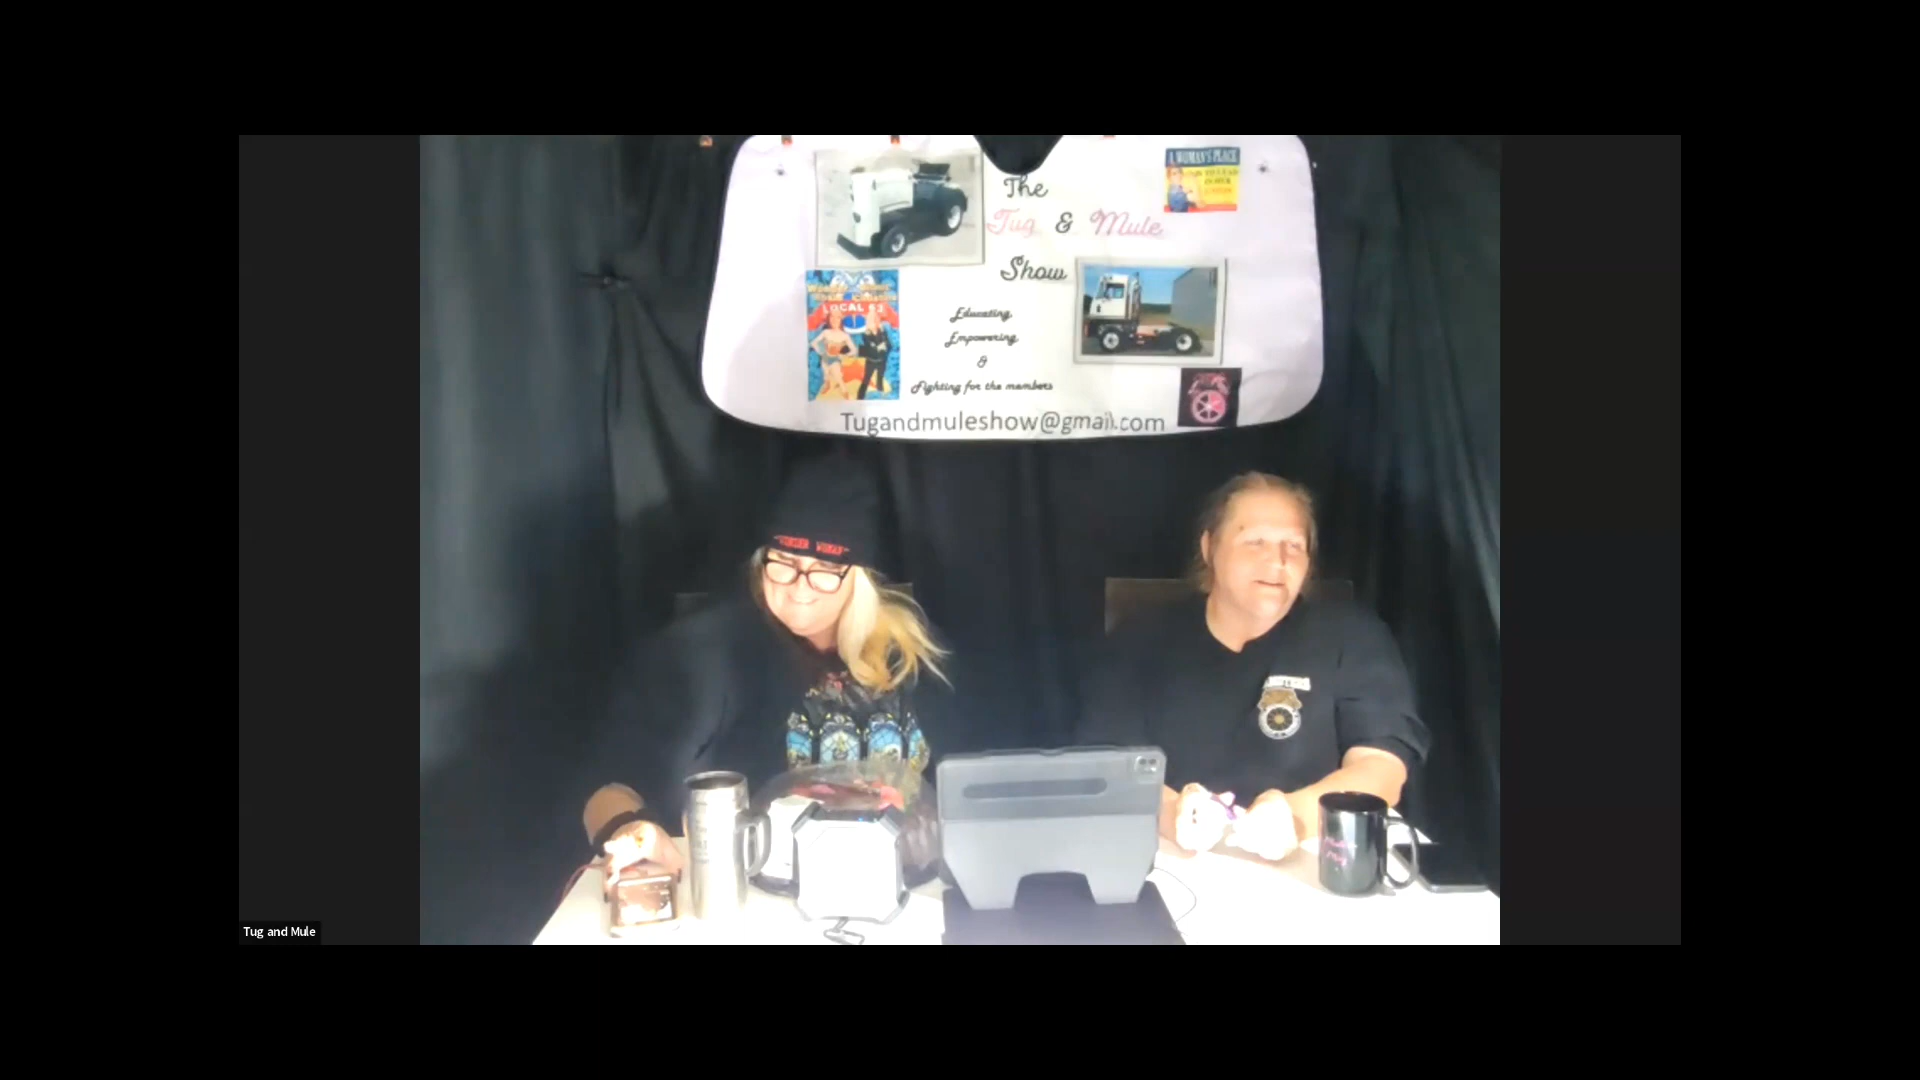 The
Tug & Mule
Show
A WOMAN'S PLACE
LOCAL 63
Educating,
Empowering
&
Fighting for the members
Tugandmuleshow@gmail.com
Tug and Mule